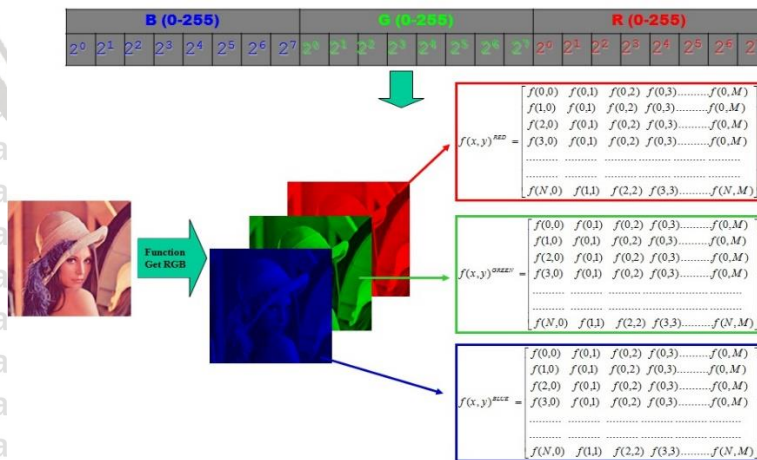 B (0-255) G (0-255) R (0-255)
2⁰ 2¹ 2² 2³ 2⁴ 2⁵ 2⁶ 2⁷ 2⁰ 2¹ 2² 2³ 2⁴ 2⁵ 2⁶ 2⁷ 2⁰ 2¹ 2² 2³ 2⁴ 2⁵ 2⁶
f(0,0) f(0,1) f(0,2) f(0,3)..........f(0,M)
f(1,0) f(0,1) f(0,2) f(0,3)..........f(0,M)
f(2,0) f(0,1) f(0,2) f(0,3)..........f(0,M)
f(x,y)^RED = f(3,0) f(0,1) f(0,2) f(0,3)..........f(0,M)
f(N,0) f(1,1) f(2,2) f(3,3)..........f(N,M)
Function
Get RGB
f(0,0) f(0,1) f(0,2) f(0,3)..........f(0,M)
f(1,0) f(0,1) f(0,2) f(0,3)..........f(0,M)
f(2,0) f(0,1) f(0,2) f(0,3)..........f(0,M)
f(x,y)^GREEN = f(3,0) f(0,1) f(0,2) f(0,3)..........f(0,M)
f(N,0) f(1,1) f(2,2) f(3,3)..........f(N,M)
f(0,0) f(0,1) f(0,2) f(0,3)..........f(0,M)
f(1,0) f(0,1) f(0,2) f(0,3)..........f(0,M)
f(2,0) f(0,1) f(0,2) f(0,3)..........f(0,M)
f(x,y)^BLUE = f(3,0) f(0,1) f(0,2) f(0,3)..........f(0,M)
f(N,0) f(1,1) f(2,2) f(3,3)..........f(N,M)